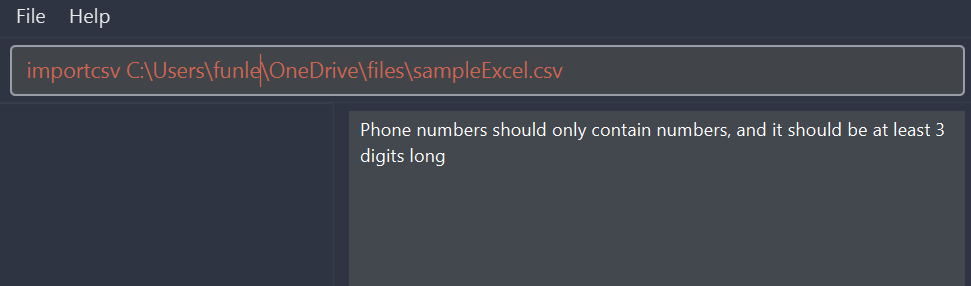 File Help
importcsv C:\Users\funle\OneDrive\files\sampleExcel.csv
Phone numbers should only contain numbers, and it should be at least 3
digits long